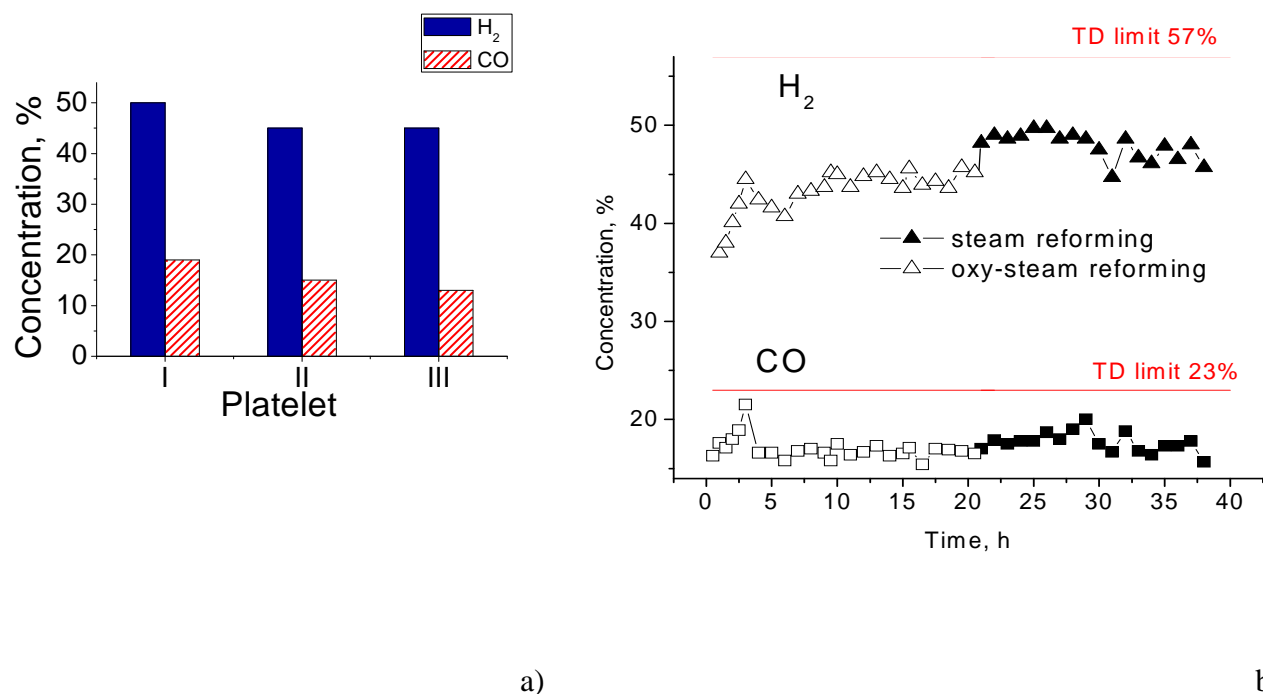 H2
CO
Concentration, %
50
40
30
20
10
0
I II III
Platelet
TD limit 57%
H2
50
40
30
20
Concentration, %
steam reforming
oxy-steam reforming
CO
TD limit 23%
0 5 10 15 20 25 30 35 40
Time, h
a)
b